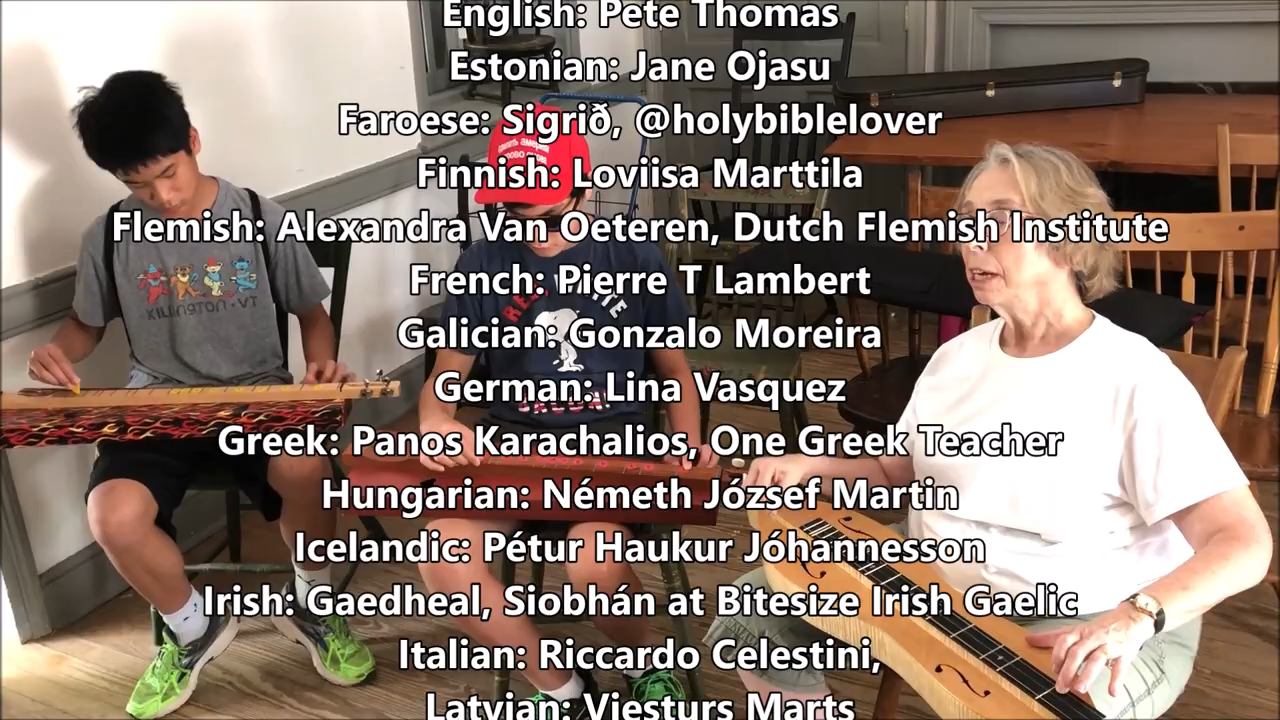 English: Pete Thomas
Estonian: Jane Ojasu
Faroese: Sigrið, @holybiblelover
Finnish: Loviisa Marttila
Flemish: Alexandra Van Oeteren, Dutch Flemish Institute
French: Pierre T Lambert
Galician: Gonzalo Moreira
German: Lina Vasquez
Greek: Panos Karachalios, One Greek Teacher
Hungarian: Németh József Martin
Icelandic: Pétur Haukur Jóhannesson
Irish: Gaedheal, Siobhán at Bitesize Irish Gaelic
Italian: Riccardo Celestini,
Latvian: Viesturs Marts
KILLINGTON • VT